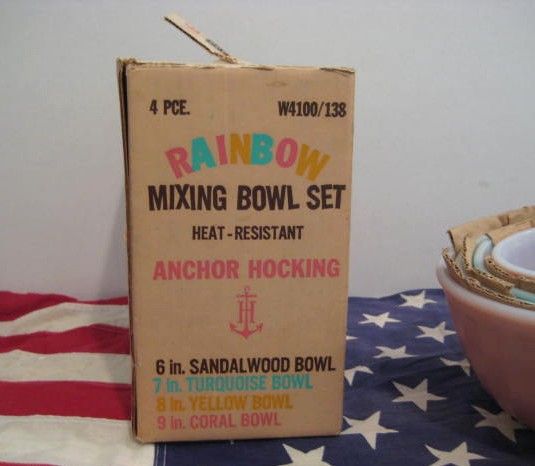 4 PCE. W4100/138
RAINBOW
MIXING BOWL SET
HEAT-RESISTANT
ANCHOR HOCKING
H
6 in. SANDALWOOD BOWL
7 in. TURQUOISE BOWL
8 in. YELLOW BOWL
9 in. CORAL BOWL